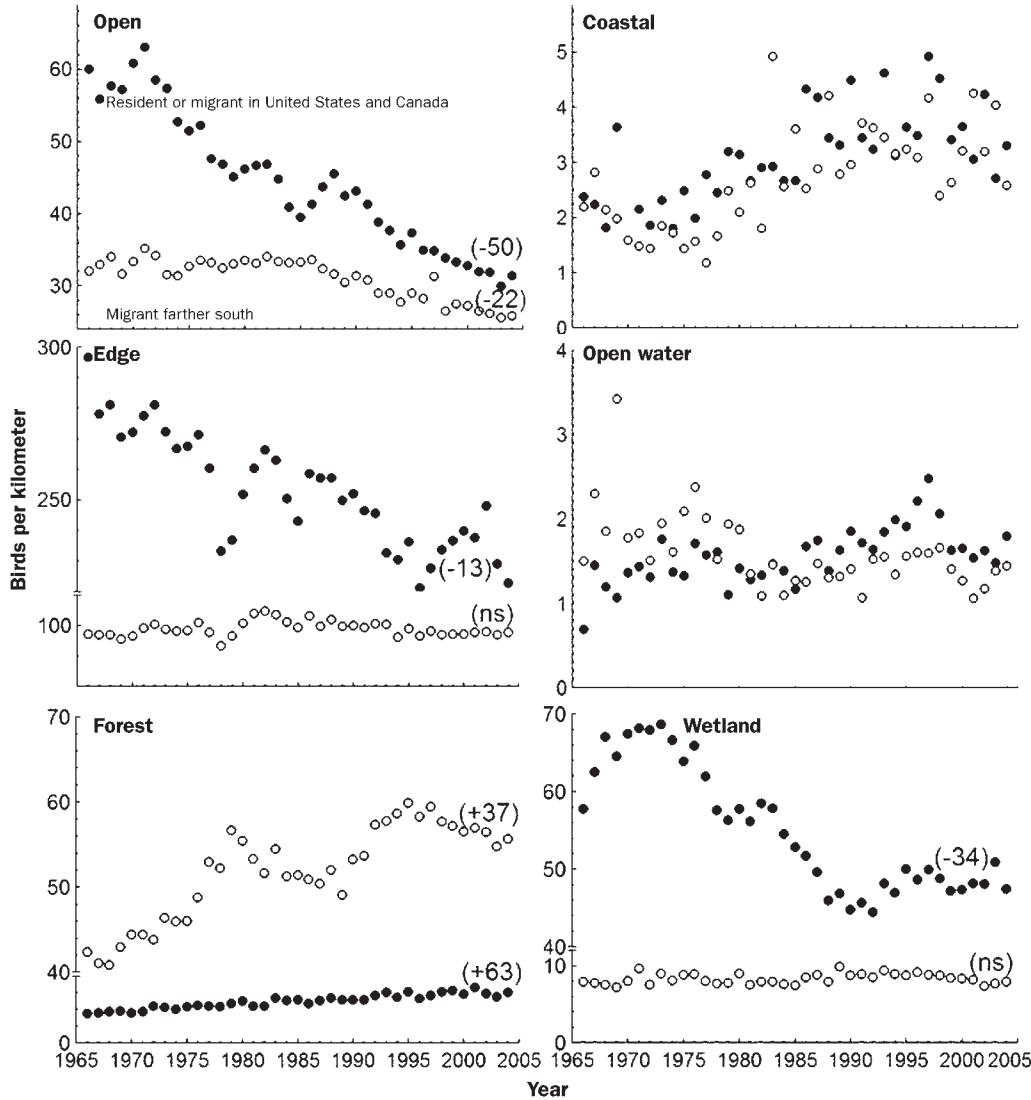 Open
60
50
40
30
Resident or migrant in United States and Canada
(-50)
(-22)
Migrant farther south
Coastal
5
4
3
2
1
0
Birds per kilometer
300
Edge
250
(-13)
(ns)
100
Open water
4
3
2
1
0
70
Forest
60
(+37)
50
40
(+63)
0
1965 1970 1975 1980 1985 1990 1995 2000 2005
70
Wetland
60
50
(-34)
40
10
(ns)
0
1965 1970 1975 1980 1985 1990 1995 2000 2005
Year